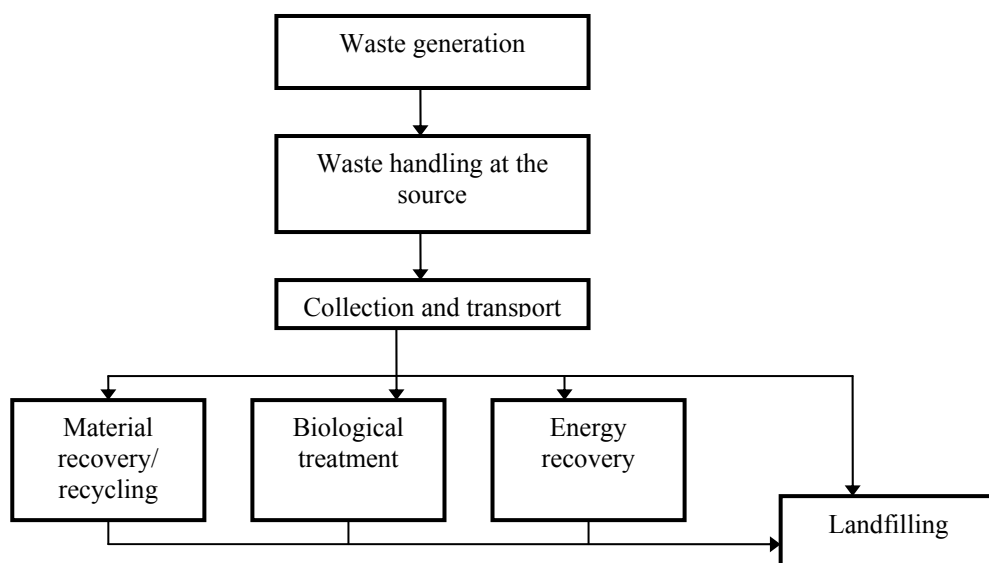 Waste generation
Waste handling at the
source
Collection and transport
Material
recovery/
recycling
Biological
treatment
Energy
recovery
Landfilling